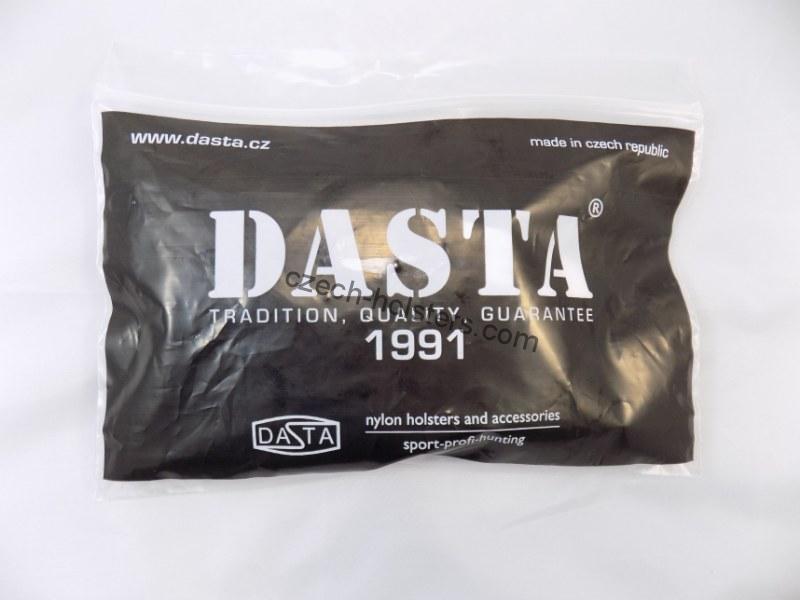 www.dasta.cz
made in czech republic
DASTA®
TRADITION, QUASITY, GUARANTEE
1991
czech-holsters.com
DASTA
nylon holsters and accessories
sport-profi-hunting